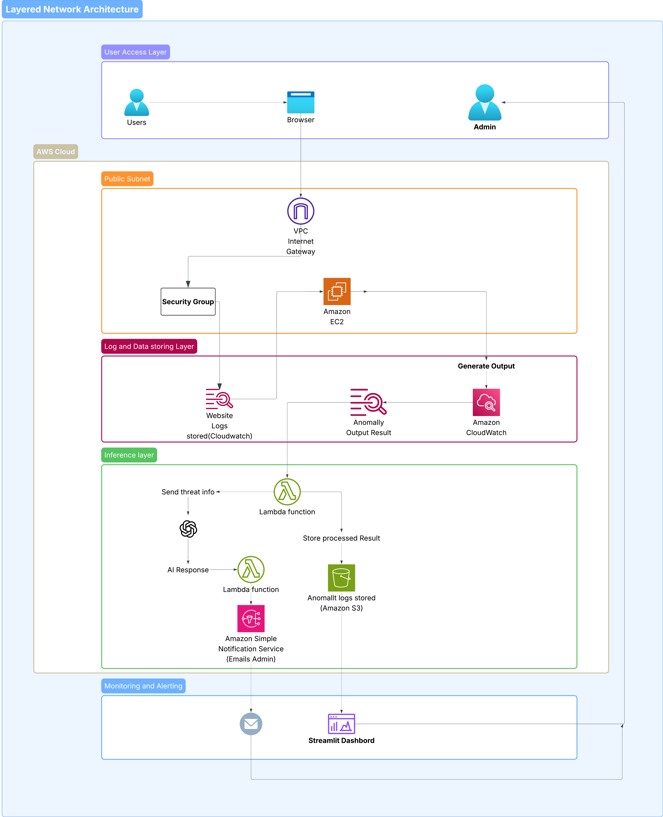 Layered Network Architecture
User Access Layer
Users
Browser
Admin
AWS Cloud
Public Subnet
VPC
Internet
Gateway
Security Group
Amazon
EC2
Log and Data storing Layer
Generate Output
Website
Logs
stored(Cloudwatch)
Anomally
Output Result
Amazon
CloudWatch
Inference layer
Send threat info
Lambda function
Store processed Result
AI Response
Lambda function
Anomailt logs stored
(Amazon S3)
Amazon Simple
Notification Service
(Emails Admin)
Monitoring and Alerting
Streamlit Dashbord